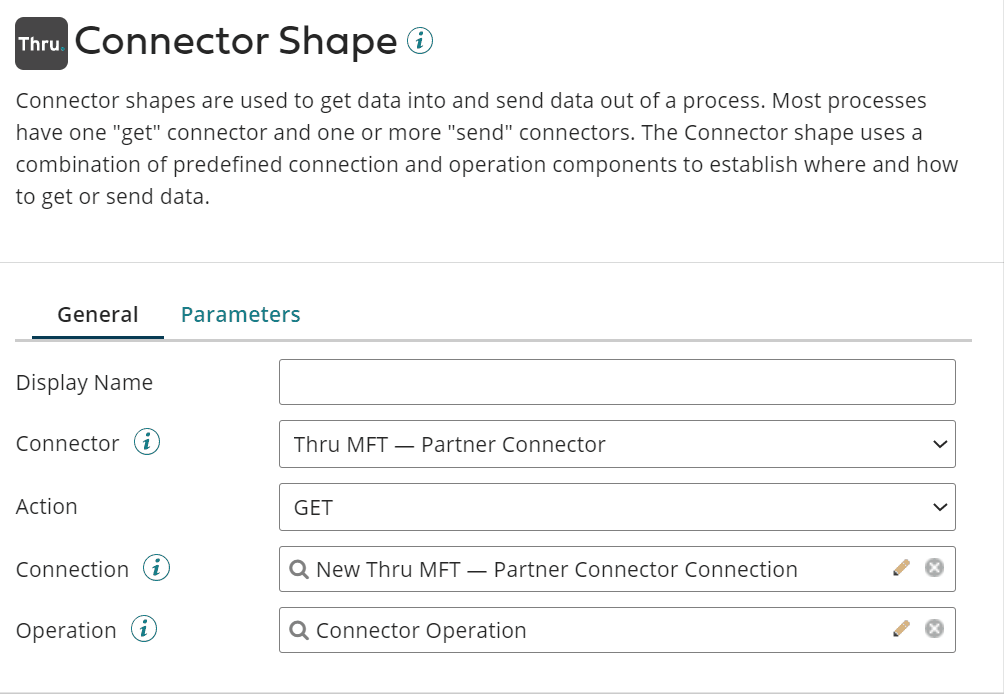 Thru.
Connector Shape i
Connector shapes are used to get data into and send data out of a process. Most processes
have one "get" connector and one or more "send" connectors. The Connector shape uses a
combination of predefined connection and operation components to establish where and how
to get or send data.
General Parameters
Display Name
Connector i Thru MFT — Partner Connector
Action GET
Connection i New Thru MFT — Partner Connector Connection
Operation i Connector Operation